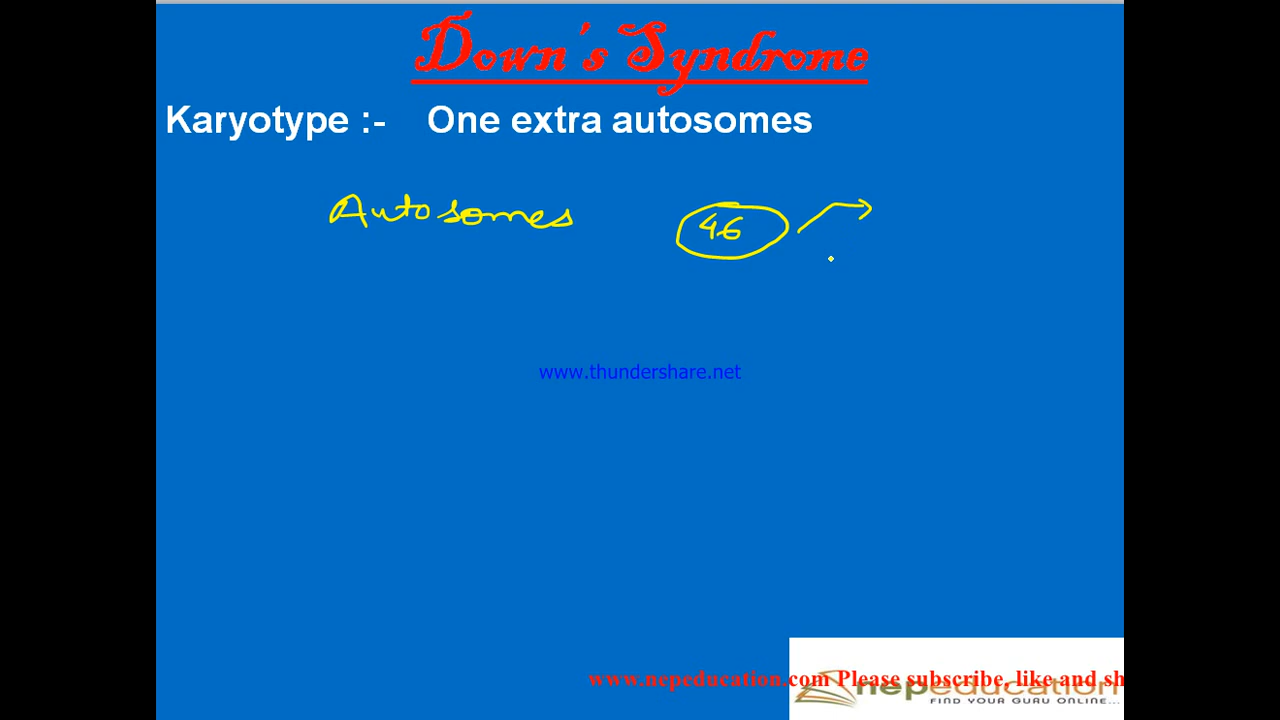 Down's Syndrome
Karyotype :- One extra autosomes
Autosomes 46
www.thundershare.net
www.nepeducation.com Please subscribe, like and sh
nepeducation
FIND YOUR GURU ONLINE...